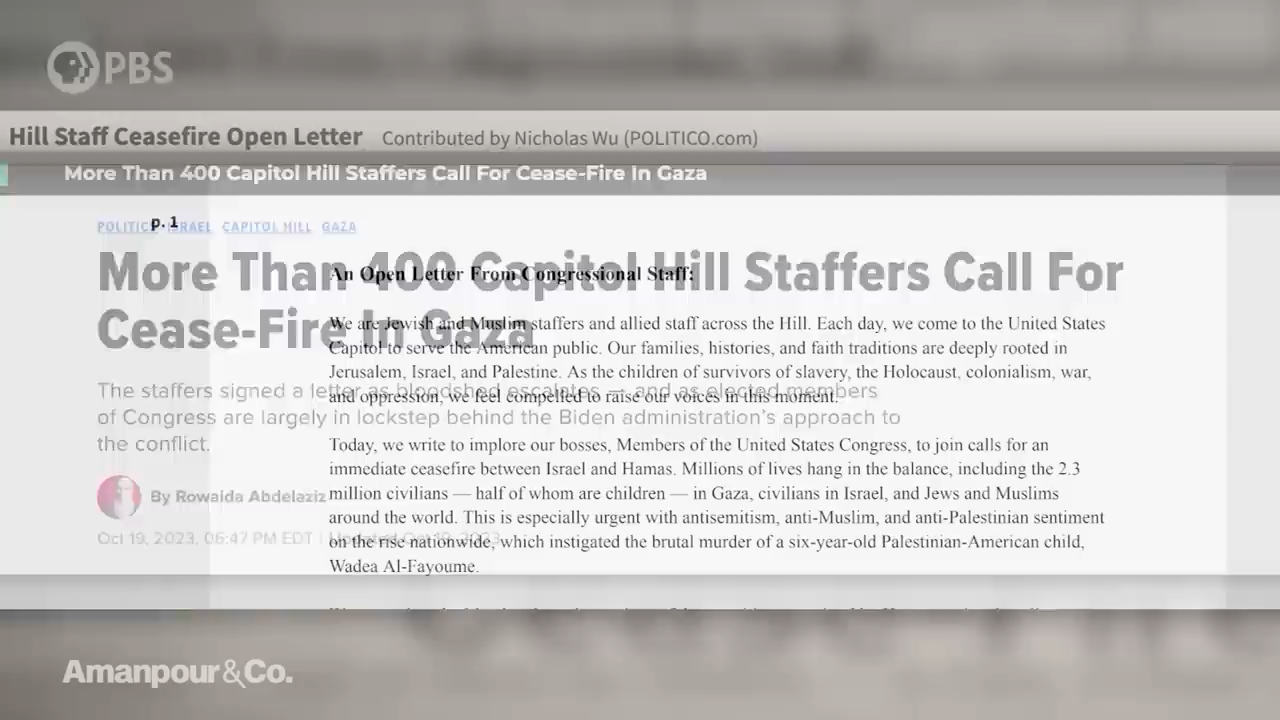 PBS
Hill Staff Ceasefire Open Letter Contributed by Nicholas Wu (POLITICO.com)
More Than 400 Capitol Hill Staffers Call For Cease-Fire In Gaza
p. 1
POLITICS ISRAEL CAPITOL HILL GAZA
More Than 400 Capitol Hill Staffers Call For
Cease-Fire In Gaza
The staffers signed a letter as bloodshed escalates — and as elected members
of Congress are largely in lockstep behind the Biden administration's approach to
the conflict.
By Rowaida Abdelaziz
Oct 19, 2023, 06:47 PM EDT | Updated Oct 19, 2023
An Open Letter From Congressional Staff:
We are Jewish and Muslim staffers and allied staff across the Hill. Each day, we come to the United States
Capitol to serve the American public. Our families, histories, and faith traditions are deeply rooted in
Jerusalem, Israel, and Palestine. As the children of survivors of slavery, the Holocaust, colonialism, war,
and oppression, we feel compelled to raise our voices in this moment.
Today, we write to implore our bosses, Members of the United States Congress, to join calls for an
immediate ceasefire between Israel and Hamas. Millions of lives hang in the balance, including the 2.3
million civilians — half of whom are children — in Gaza, civilians in Israel, and Jews and Muslims
around the world. This is especially urgent with antisemitism, anti-Muslim, and anti-Palestinian sentiment
on the rise nationwide, which instigated the brutal murder of a six-year-old Palestinian-American child,
Wadea Al-Fayoume.
Amanpour&Co.